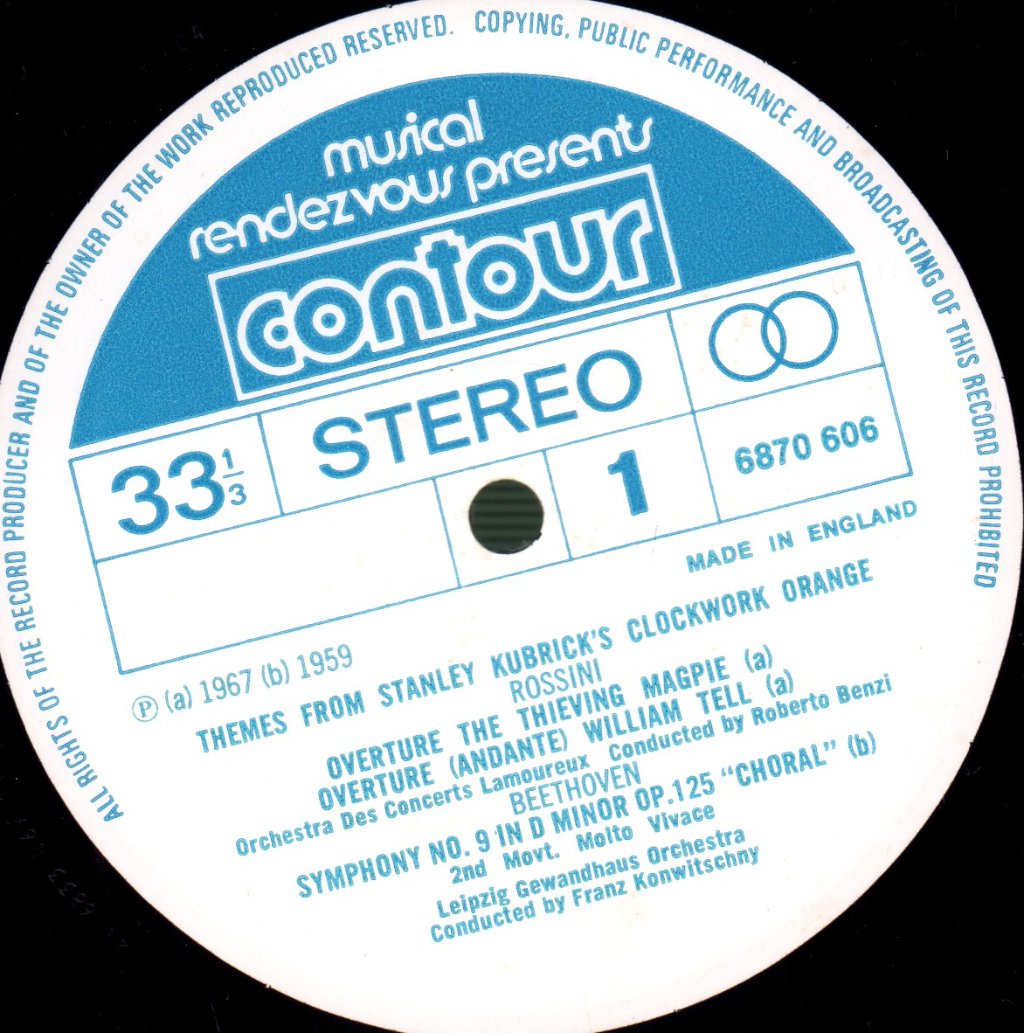 ALL RIGHTS OF THE RECORD PRODUCER AND OF THE OWNER OF THE WORK REPRODUCED RESERVED. COPYING, PUBLIC PERFORMANCE AND BROADCASTING OF THIS RECORD PROHIBITED
musical
rendezvous presents
contour
33 1/3
STEREO
1
6870 606
MADE IN ENGLAND
℗ (a) 1967 (b) 1959
THEMES FROM STANLEY KUBRICK'S CLOCKWORK ORANGE
ROSSINI
OVERTURE THE THIEVING MAGPIE (a)
OVERTURE (ANDANTE) WILLIAM TELL (a)
Orchestra Des Concerts Lamoureux Conducted by Roberto Benzi
BEETHOVEN
SYMPHONY NO. 9 IN D MINOR OP.125 "CHORAL" (b)
2nd Movt. Molto Vivace
Leipzig Gewandhaus Orchestra
Conducted by Franz Konwitschny